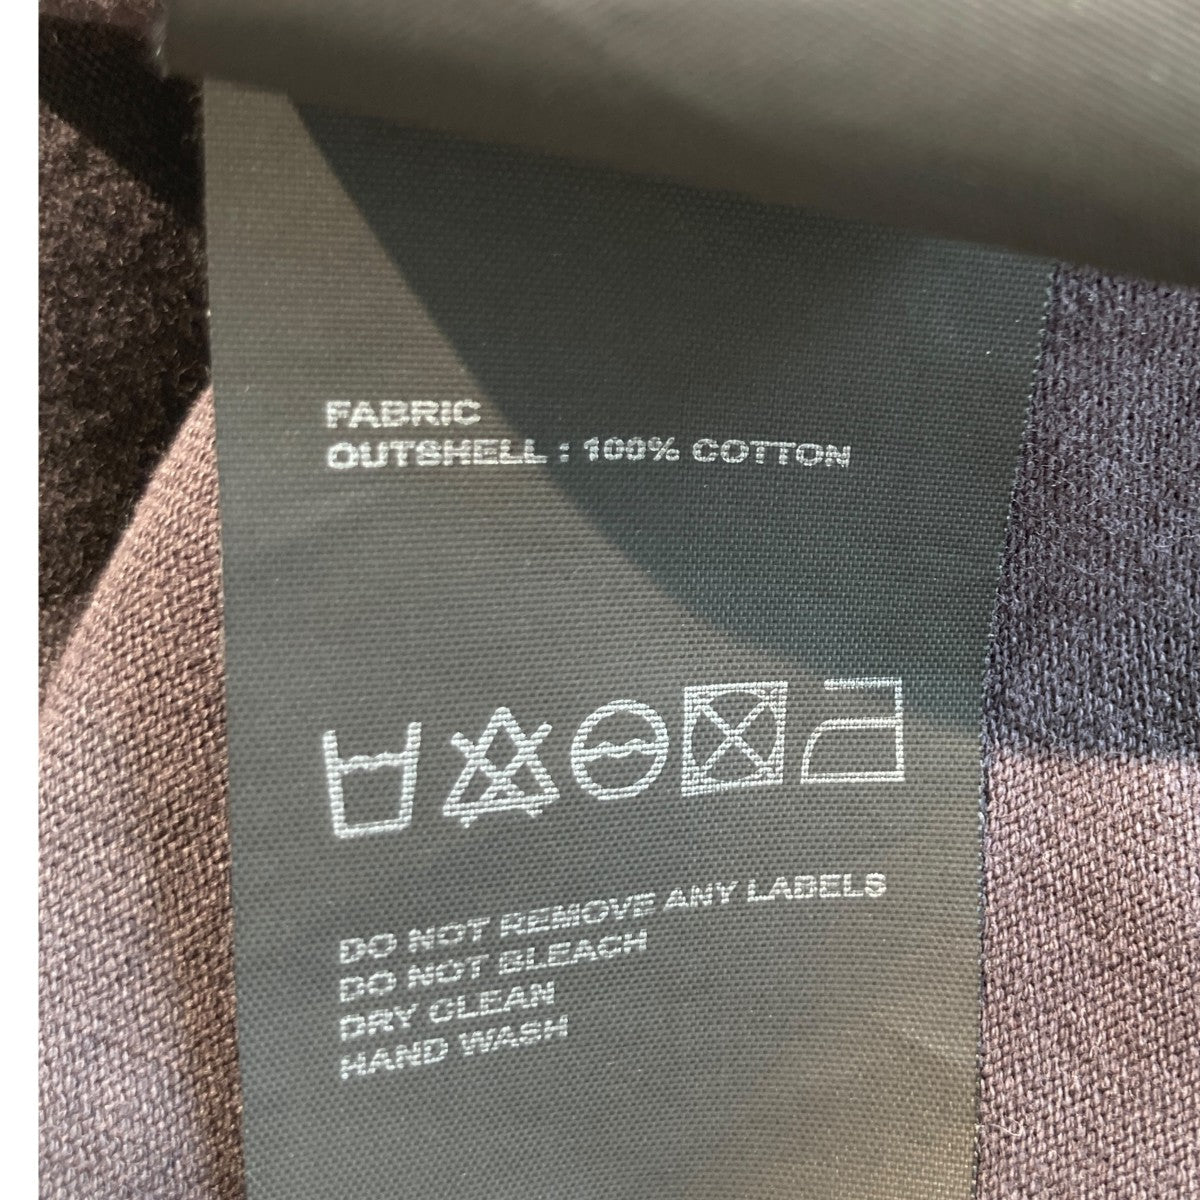 FABRIC
OUTSHELL : 100% COTTON
DO NOT REMOVE ANY LABELS
DO NOT BLEACH
DRY CLEAN
HAND WASH